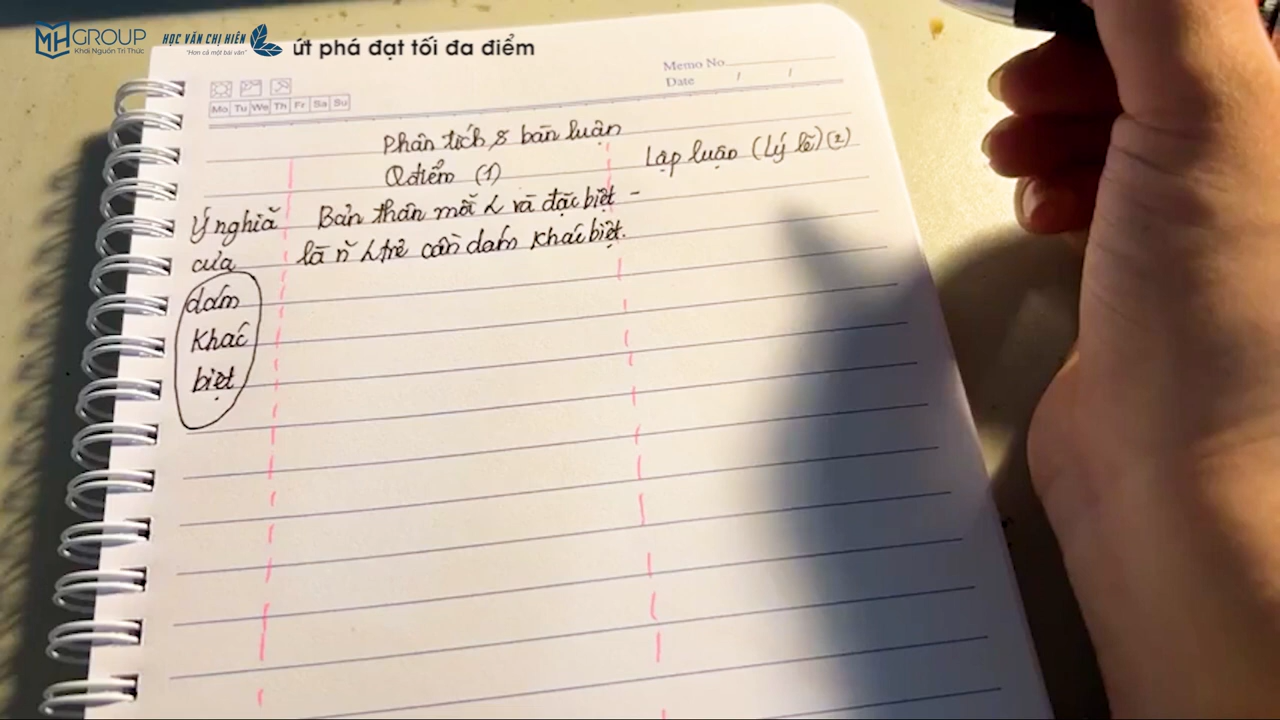 MH GROUP
Khơi Nguồn Tri Thức
HỌC VĂN CHỊ HIÊN
"Hơn cả một bài văn"
ứt phá đạt tối đa điểm
Memo No.
Date / /
Mo Tu We Th Fr Sa Su
Phân tích & bàn luận
Qđiểm (1)
Lập luận (Lý lẽ) (2)
Ý nghĩa
của
dám
khác
biệt
Bản thân mỗi và đặc biệt -
là trẻ cần dám khác biệt.